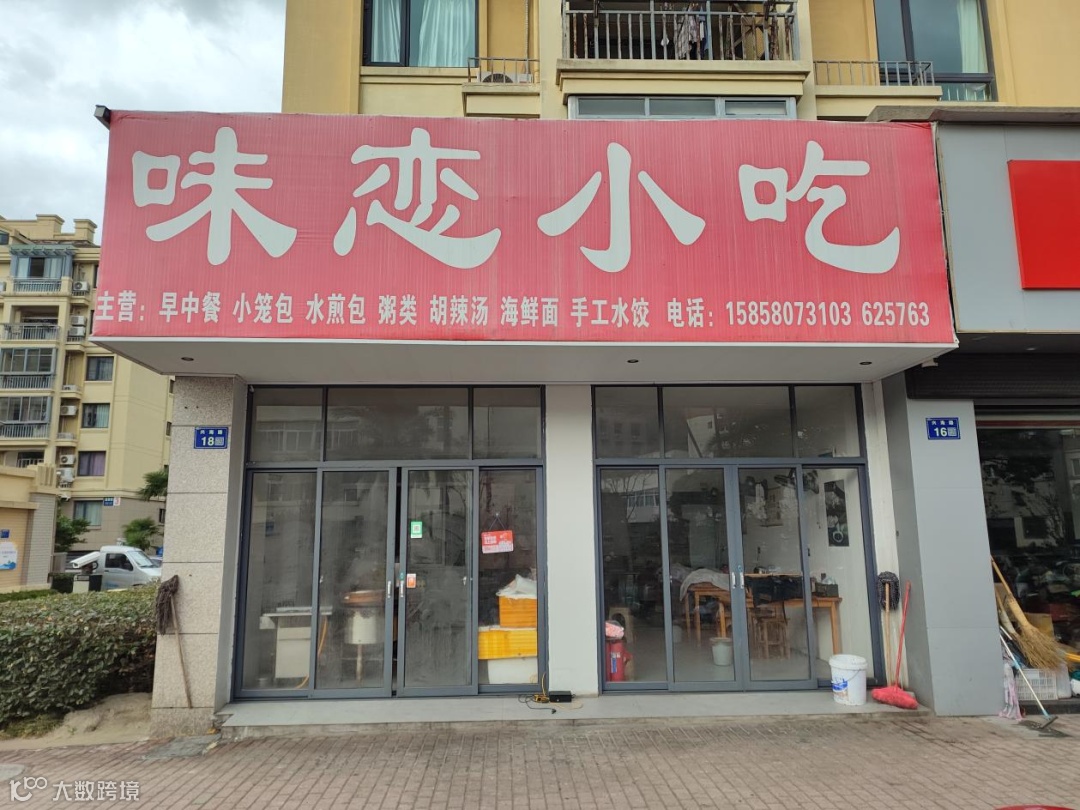 味恋小吃
主营：早中餐 小笼包 水煎包 粥类 胡辣汤 海鲜面 手工水饺 电话：15858073103 625763
18
16
大数跨境